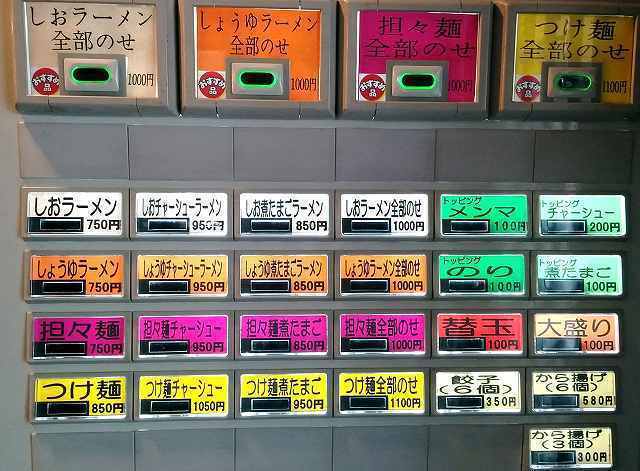 しおラーメン
全部のせ
おすすめ品
1000円
しょうゆラーメン
全部のせ
おすすめ品
1000円
担々麺
全部のせ
おすすめ品
1000円
つけ麺
全部のせ
おすすめ品
1100円
しおラーメン
750円
しおチャーシューラーメン
950円
しお煮たまごラーメン
850円
しおラーメン全部のせ
1000円
トッピング
メンマ
100円
トッピング
チャーシュー
200円
しょうゆラーメン
750円
しょうゆチャーシューラーメン
950円
しょうゆ煮たまごラーメン
850円
しょうゆラーメン全部のせ
1000円
トッピング
のり
100円
トッピング
煮たまご
100円
担々麺
750円
担々麺チャーシュー
950円
担々麺煮たまご
850円
担々麺全部のせ
1000円
替玉
100円
大盛り
100円
つけ麺
850円
つけ麺チャーシュー
1050円
つけ麺煮たまご
950円
つけ麺全部のせ
1100円
餃子
(6個)
350円
から揚げ
(6個)
580円
から揚げ
(3個)
300円